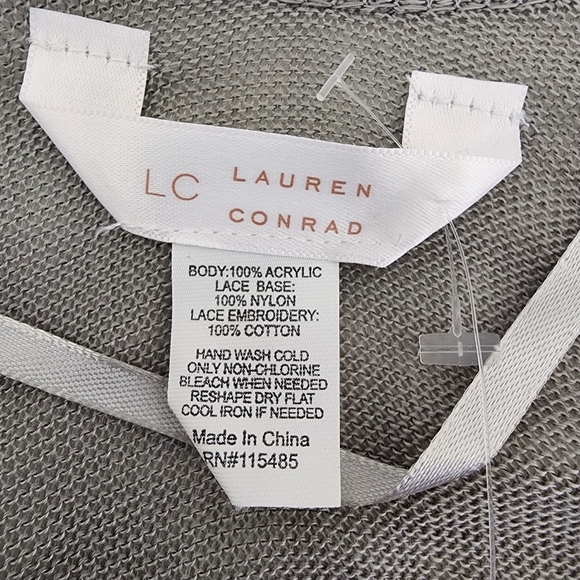 LC LAUREN
CONRAD
BODY:100% ACRYLIC
LACE BASE:
100% NYLON
LACE EMBROIDERY:
100% COTTON
HAND WASH COLD
ONLY NON-CHLORINE
BLEACH WHEN NEEDED
RESHAPE DRY FLAT
COOL IRON IF NEEDED
Made In China
RN#115485